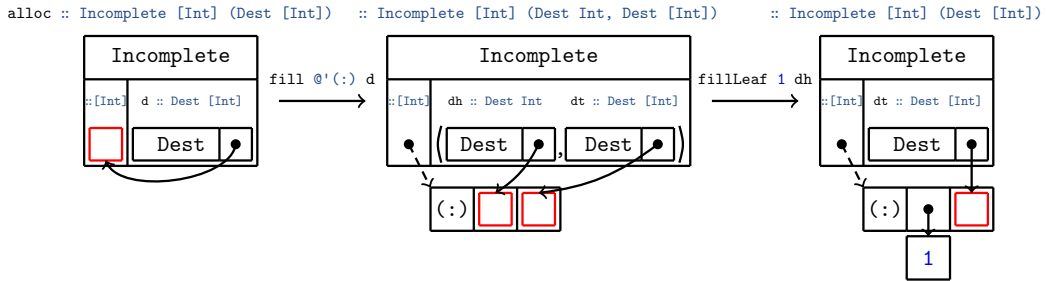 alloc :: Incomplete [Int] (Dest [Int]) :: Incomplete [Int] (Dest Int, Dest [Int]) :: Incomplete [Int] (Dest [Int])
Incomplete Incomplete Incomplete
fill @'(:) d fillLeaf 1 dh
::[Int] d :: Dest [Int] ::[Int] dh :: Dest Int dt :: Dest [Int] ::[Int] dt :: Dest [Int]
Dest ( Dest , Dest ) Dest
(:) (:)
1